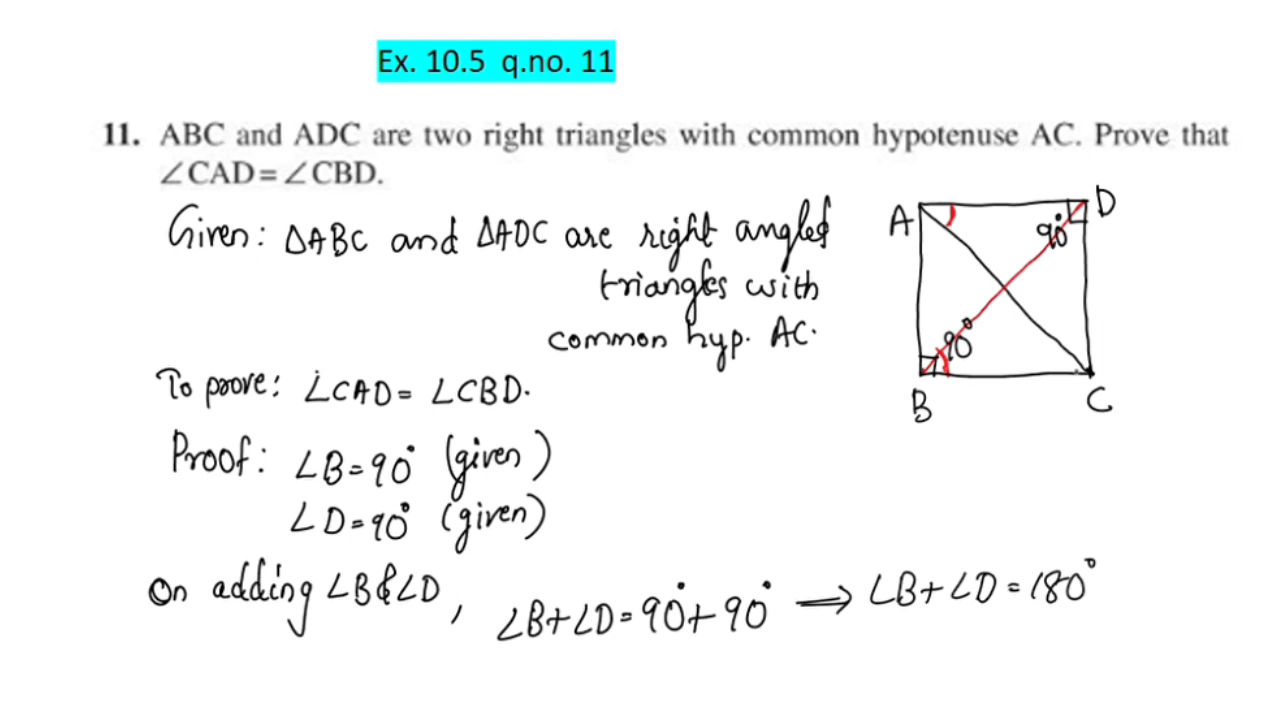 Ex. 10.5 q.no. 11
11. ABC and ADC are two right triangles with common hypotenuse AC. Prove that
∠CAD = ∠CBD.
Given: ΔABC and ΔADC are right angled
triangles with
common hyp. AC.
A
D
90°
90°
B
C
To prove: ∠CAD = ∠CBD.
Proof: ∠B = 90° (given)
∠D = 90° (given)
On adding ∠B & ∠D, ∠B + ∠D = 90° + 90° ⟹ ∠B + ∠D = 180°